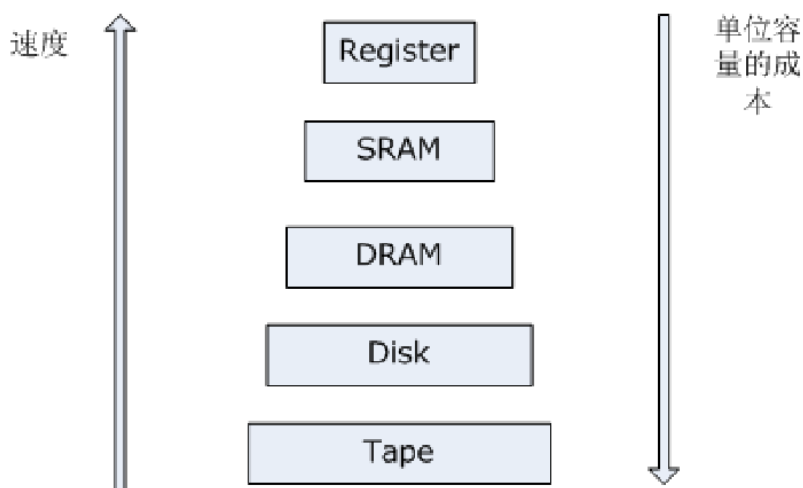 速度
Register
单位容
量的成
本
SRAM
DRAM
Disk
Tape